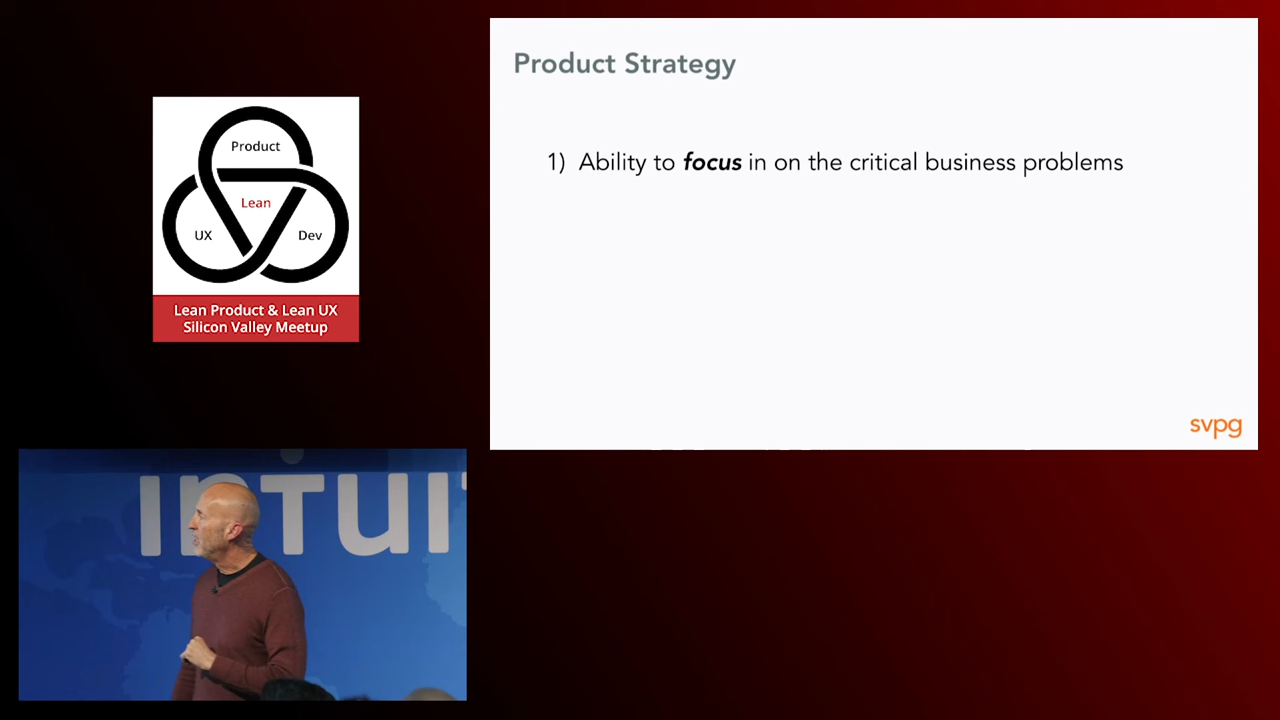 Product
Lean
UX
Dev
Lean Product & Lean UX
Silicon Valley Meetup
Product Strategy
1) Ability to focus in on the critical business problems
svpg
intuit